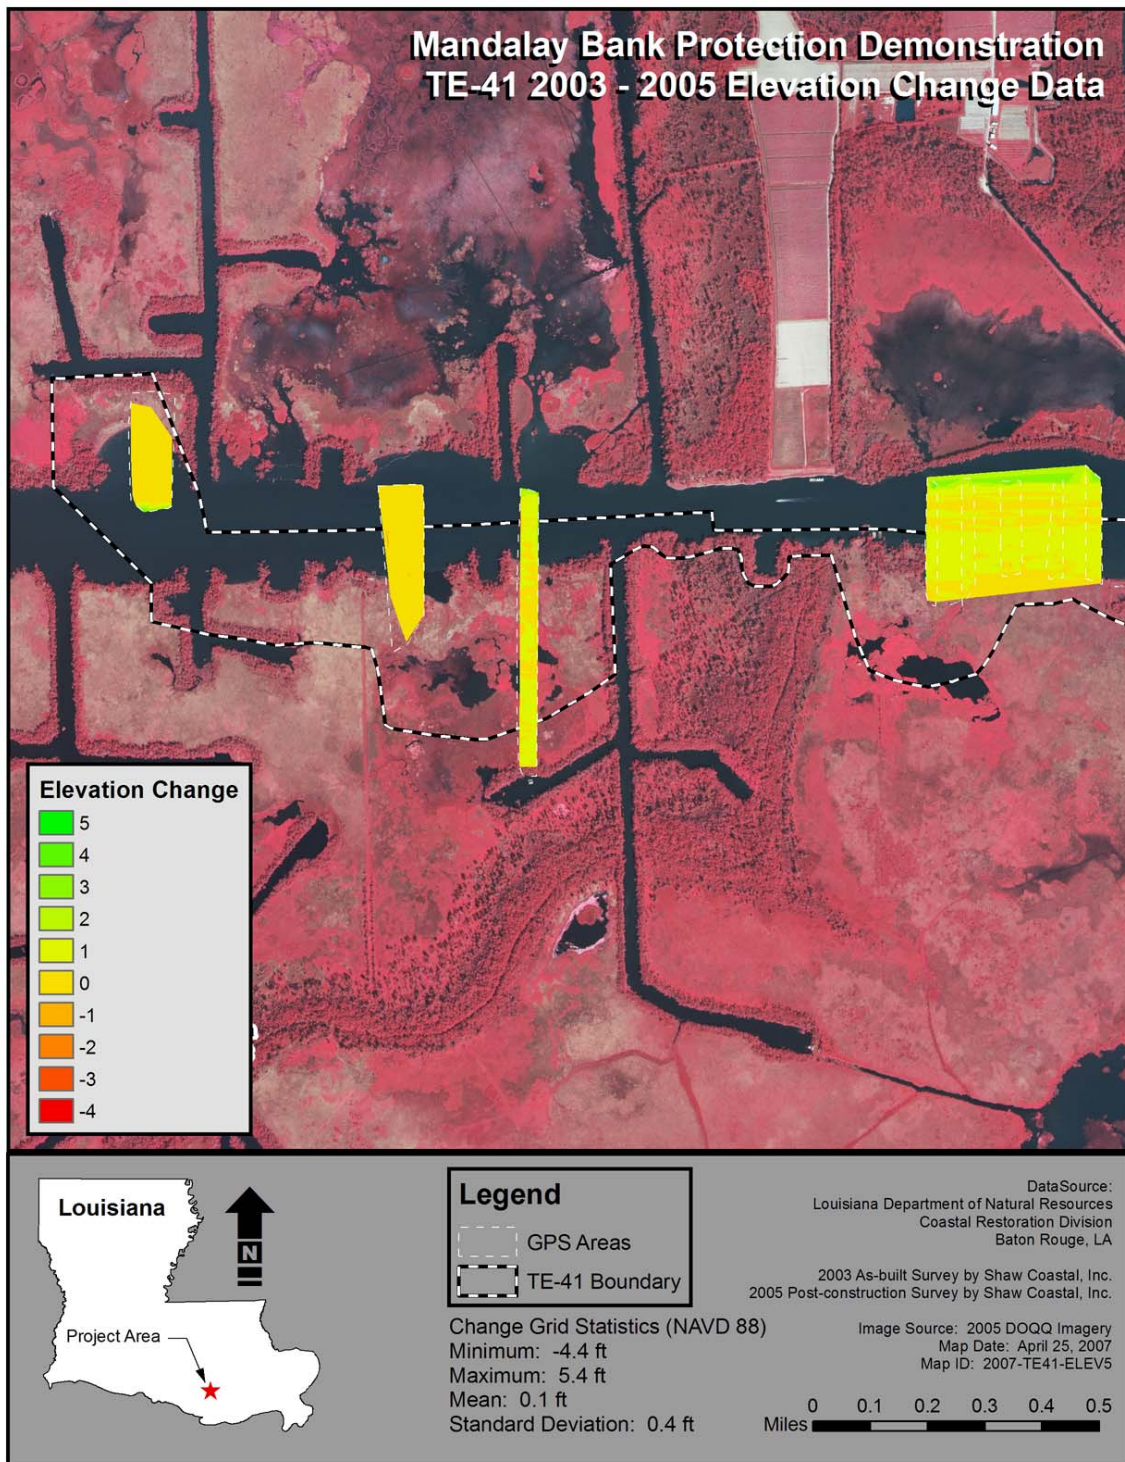 Mandalay Bank Protection Demonstration
TE-41 2003 - 2005 Elevation Change Data
Elevation Change
5
4
3
2
1
0
-1
-2
-3
-4
Louisiana
N
Project Area
Legend
GPS Areas
TE-41 Boundary
Change Grid Statistics (NAVD 88)
Minimum: -4.4 ft
Maximum: 5.4 ft
Mean: 0.1 ft
Standard Deviation: 0.4 ft
DataSource:
Louisiana Department of Natural Resources
Coastal Restoration Division
Baton Rouge, LA
2003 As-built Survey by Shaw Coastal, Inc.
2005 Post-construction Survey by Shaw Coastal, Inc.
Image Source: 2005 DOQQ Imagery
Map Date: April 25, 2007
Map ID: 2007-TE41-ELEV5
0 0.1 0.2 0.3 0.4 0.5
Miles